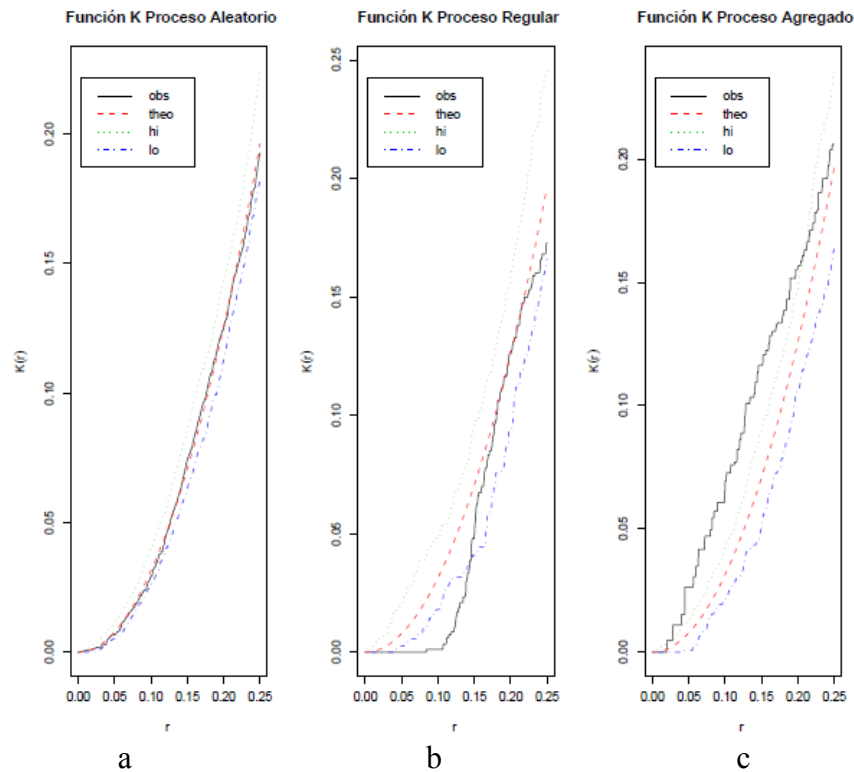 Función K Proceso Aleatorio
obs
theo
hi
lo
K(r)
0.00
0.05
0.10
0.15
0.20
0.00 0.05 0.10 0.15 0.20 0.25
r
a
Función K Proceso Regular
obs
theo
hi
lo
K(r)
0.00
0.05
0.10
0.15
0.20
0.25
0.00 0.05 0.10 0.15 0.20 0.25
r
b
Función K Proceso Agregado
obs
theo
hi
lo
K(r)
0.00
0.05
0.10
0.15
0.20
0.00 0.05 0.10 0.15 0.20 0.25
r
c